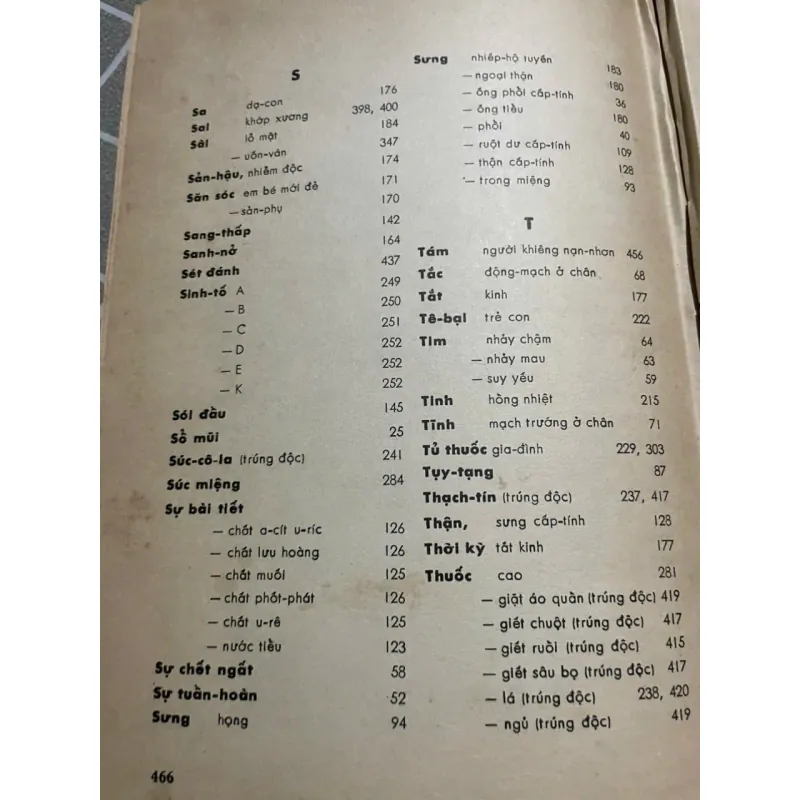 S
Sa dạ-con 176
Sai khớp xương 398, 400
Sài lồ mật 184
— uốn-ván 347
Sản-hậu, nhiễm độc 174
Săn sóc em bé mới đẻ 171
— sản-phụ 170
Sang-thấp 142
Sanh-nở 164
Sét đánh 437
Sinh-tố A 249
— B 250
— C 251
— D 252
— E 252
— K 252
Sói đầu 145
Sổ mũi 25
Súc-cô-la (trúng độc) 241
Súc miệng 284
Sự bài tiết
— chất a-cít u-ríc 126
— chất lưu hoàng 126
— chất muối 125
— chất phốt-phát 126
— chất u-rê 125
— nước tiểu 123
Sự chết ngất 58
Sự tuần-hoàn 52
Sưng họng 94
466
Sưng nhiếp-hộ tuyến 183
— ngoại thận 180
— ống phổi cấp-tính 36
— ống tiểu 180
— phổi 40
— ruột dư cấp-tính 109
— thận cấp-tính 128
— trong miệng 93
T
Tám người khiêng nạn-nhơn 456
Tắc động-mạch ở chân 68
Tắt kinh 177
Tê-bại trẻ con 222
Tim nhảy chậm 64
— nhảy mau 63
— suy yếu 59
Tinh hồng nhiệt 215
Tĩnh mạch trướng ở chân 71
Tủ thuốc gia-đình 229, 303
Tụy-tạng 87
Thạch-tín (trúng độc) 237, 417
Thận, sưng cấp-tính 128
Thời kỳ tắt kinh 177
Thuốc cao 281
— giặt áo quần (trúng độc) 419
— giết chuột (trúng độc) 417
— giết ruồi (trúng độc) 415
— giết sâu bọ (trúng độc) 417
— lá (trúng độc) 238, 420
— ngủ (trúng độc) 419